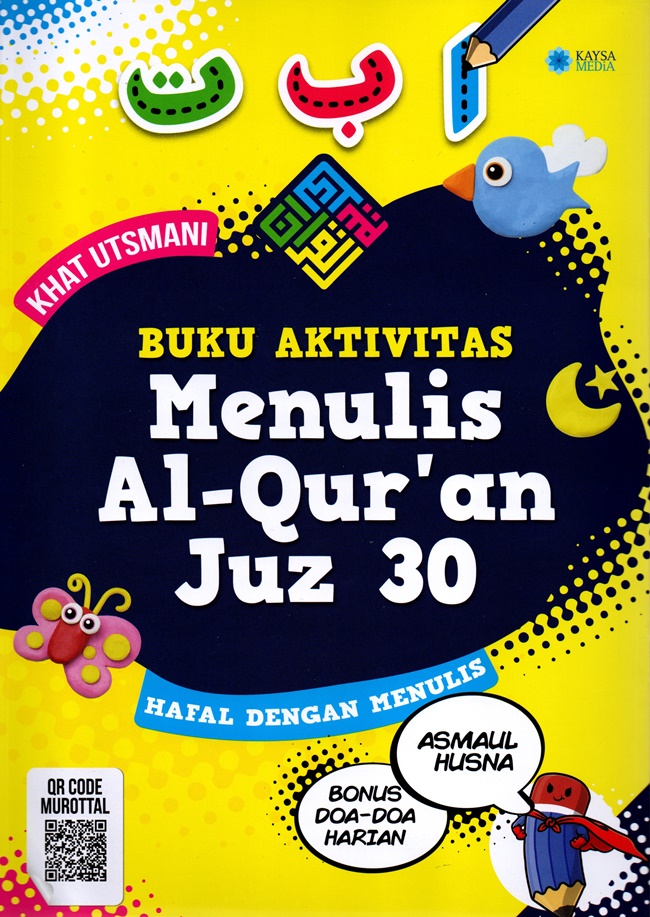 ا ب ت
KAYSA
MEDIA
KHAT UTSMANI
BUKU AKTIVITAS
Menulis
Al-Qur'an
Juz 30
HAFAL DENGAN MENULIS
ASMAUL
HUSNA
BONUS
DOA-DOA
HARIAN
QR CODE
MUROTTAL